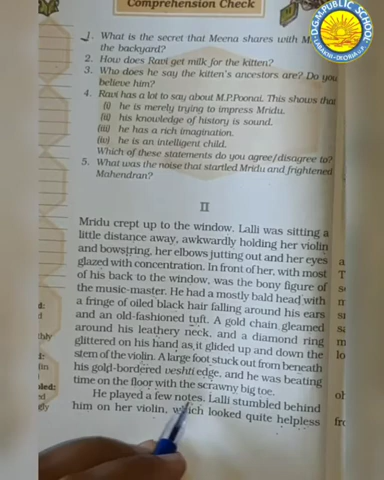 Comprehension Check
1. What is the secret that Meena shares with M
the backyard?
2. How does Ravi get milk for the kitten?
3. Who does he say the kitten's ancestors are? Do you
believe him?
4. Ravi has a lot to say about M.P.Poonai. This shows that
(i) he is merely trying to impress Mridu.
(ii) his knowledge of history is sound.
(iii) he has a rich imagination.
(iv) he is an intelligent child.
Which of these statements do you agree/disagree to?
5. What was the noise that startled Mridu and frightened
Mahendran?
II
Mridu crept up to the window. Lalli was sitting a
little distance away, awkwardly holding her violin
and bowstring, her elbows jutting out and her eyes
glazed with concentration. In front of her, with most
of his back to the window, was the bony figure of
the music-master. He had a mostly bald head with
a fringe of oiled black hair falling around his ears
and an old-fashioned tuft. A gold chain gleamed
around his leathery neck, and a diamond ring
glittered on his hand as it glided up and down the
stem of the violin. A large foot stuck out from beneath
his gold-bordered veshti edge, and he was beating
time on the floor with the scrawny big toe.
He played a few notes. Lalli stumbled behind
him on her violin, which looked quite helpless
D.G.M PUBLIC SCHOOL